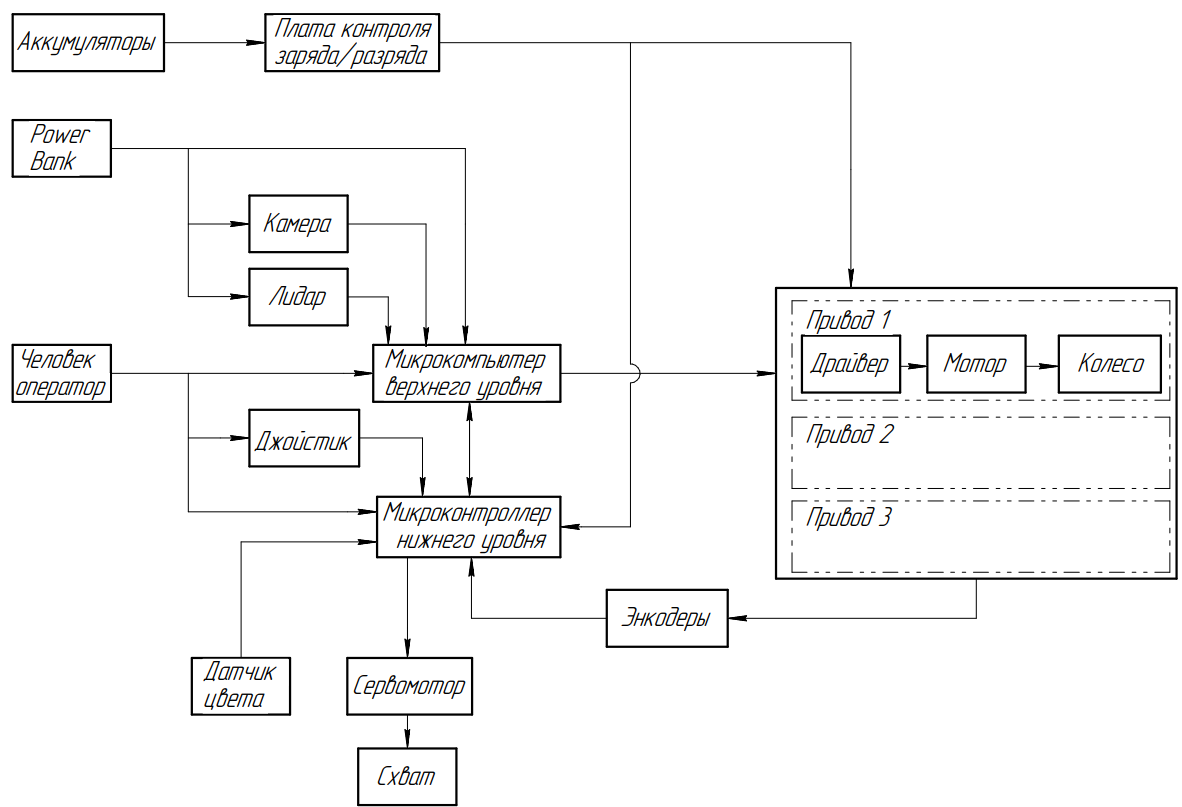 Аккумуляторы
Плата контроля
заряда/разряда
Power
Bank
Камера
Лидар
Человек
оператор
Микрокомпьютер
верхнего уровня
Привод 1
Драйвер
Мотор
Колесо
Джойстик
Привод 2
Микроконтроллер
нижнего уровня
Привод 3
Энкодеры
Датчик
цвета
Сервомотор
Схват